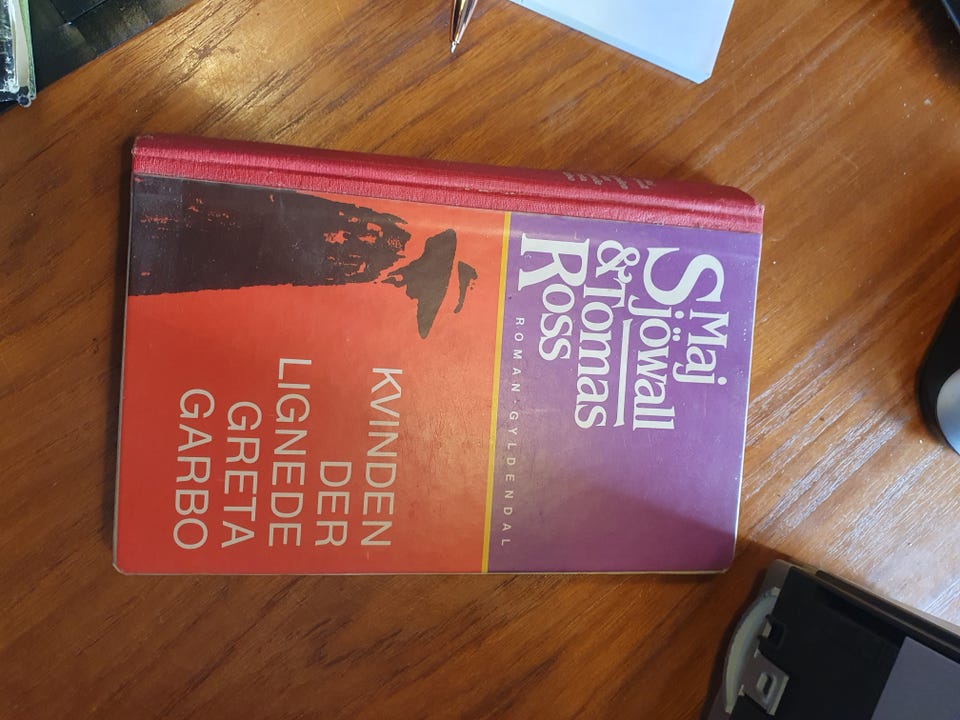 Maj
Sjöwall
& Tomas
Ross
ROMAN · GYLDENDAL
KVINDEN
DER
LIGNEDE
GRETA
GARBO